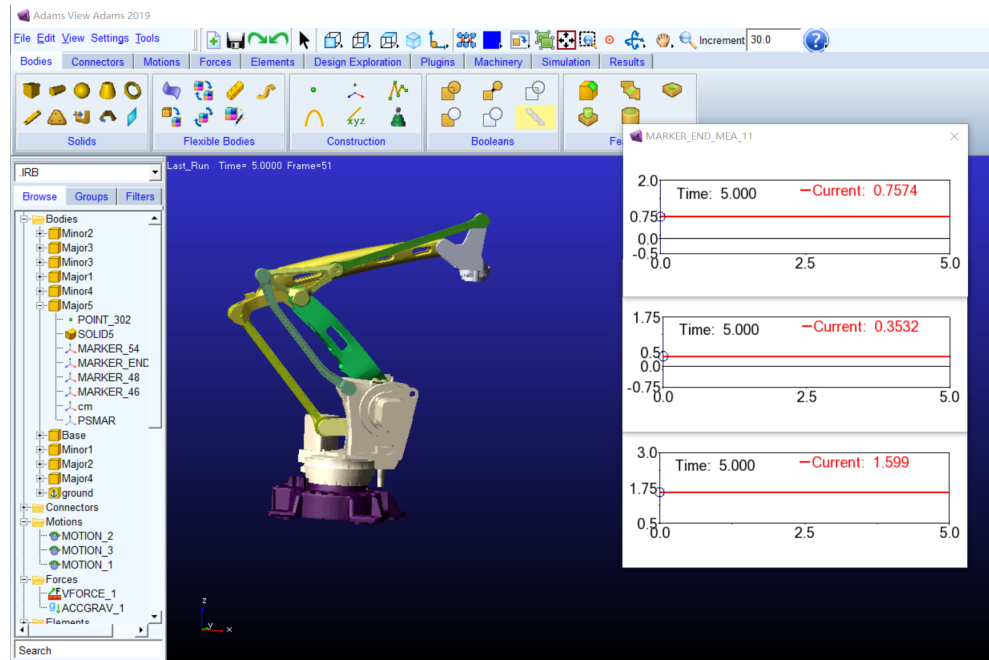 Adams View Adams 2019
File Edit View Settings Tools
Increment 30.0 ?
Bodies Connectors Motions Forces Elements Design Exploration Plugins Machinery Simulation Results
xyz
Solids Flexible Bodies Construction Booleans Fe
MARKER_END_MEA_11
Last_Run Time= 5.0000 Frame=51
.IRB
Browse Groups Filters
Bodies
Minor2
Major3
Minor3
Major1
Minor4
Major5
POINT_302
SOLID5
MARKER_54
MARKER_END
MARKER_48
MARKER_46
cm
PSMAR
Base
Minor1
Major2
Major4
ground
Connectors
Motions
MOTION_2
MOTION_3
MOTION_1
Forces
VFORCE_1
ACCGRAV_1
Elements
Search
z
y
x
2.0
Time: 5.000 Current: 0.7574
0.75
0.0
-0.5
0.0 2.5 5.0
1.75
Time: 5.000 Current: 0.3532
0.5
0.0
-0.75
0.0 2.5 5.0
3.0
Time: 5.000 Current: 1.599
1.75
0.5
0.0 2.5 5.0